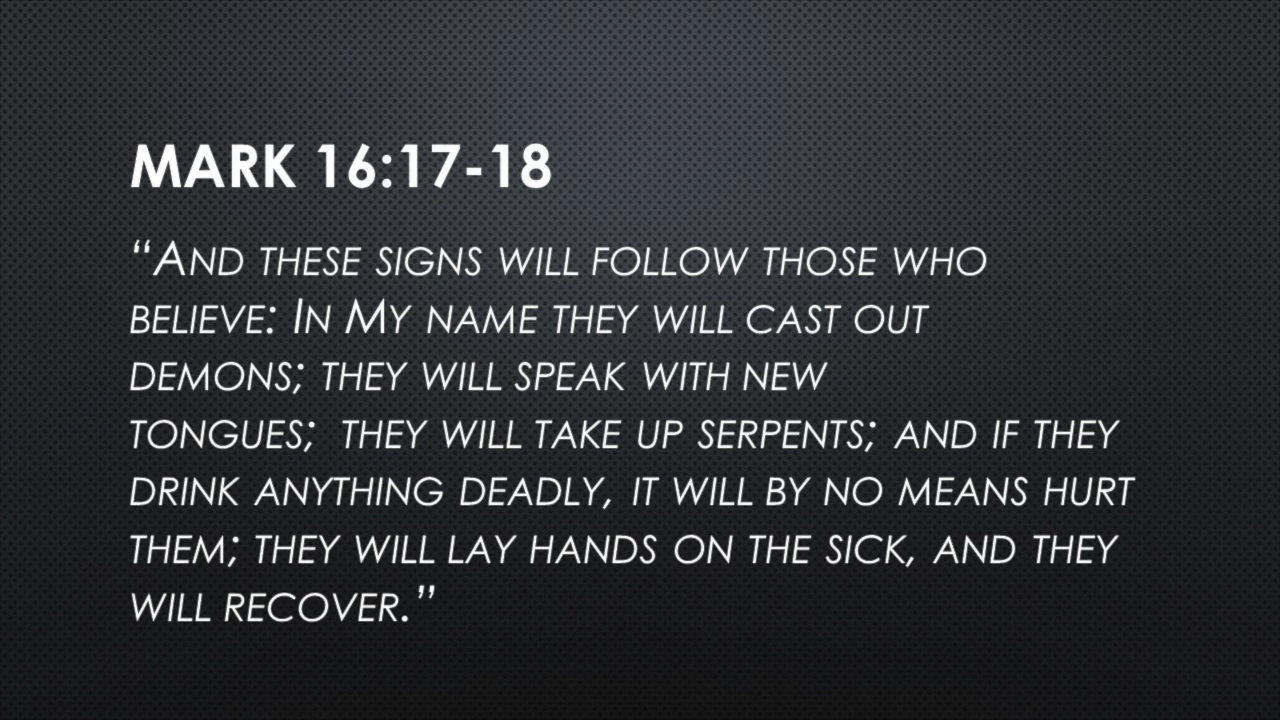 MARK 16:17-18
“AND THESE SIGNS WILL FOLLOW THOSE WHO
BELIEVE: IN MY NAME THEY WILL CAST OUT
DEMONS; THEY WILL SPEAK WITH NEW
TONGUES; THEY WILL TAKE UP SERPENTS; AND IF THEY
DRINK ANYTHING DEADLY, IT WILL BY NO MEANS HURT
THEM; THEY WILL LAY HANDS ON THE SICK, AND THEY
WILL RECOVER.”